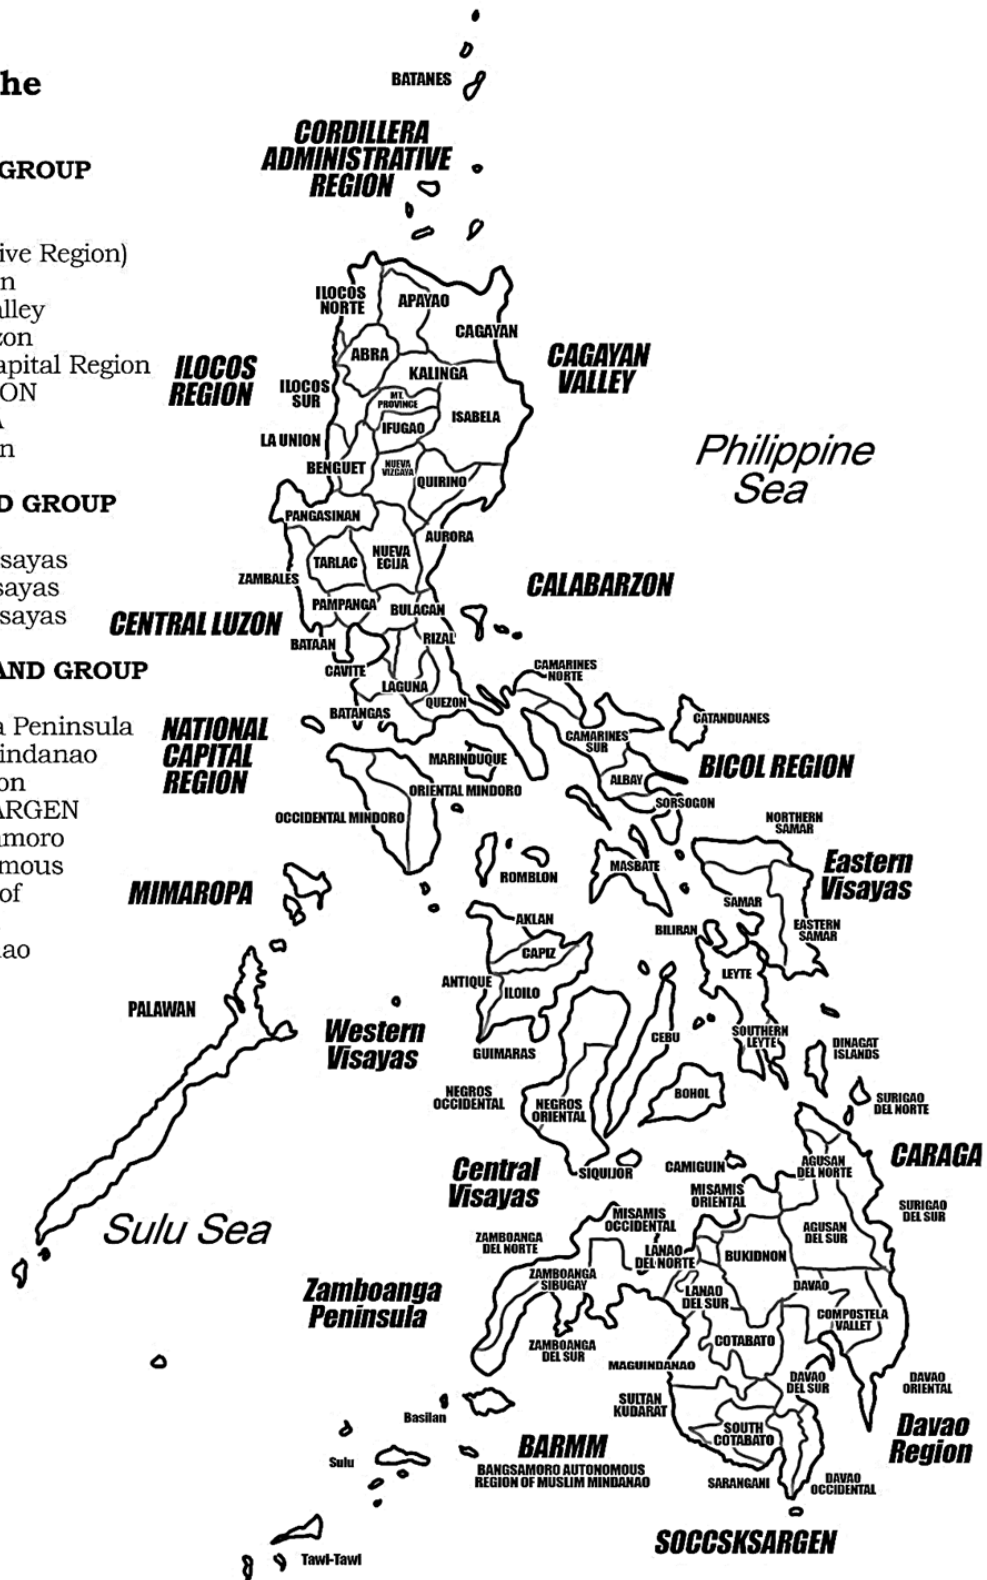 he
GROUP
ive Region)
n
alley
zon
apital Region
ON
A
n
D GROUP
sayas
sayas
sayas
AND GROUP
a Peninsula
indanao
on
ARGEN
amoro
mous
of
ao
BATANES
CORDILLERA
ADMINISTRATIVE
REGION
ILOCOS
NORTE
APAYAO
CAGAYAN
ABRA
ILOCOS
REGION
CAGAYAN
VALLEY
KALINGA
ILOCOS
SUR
MT.
PROVINCE
ISABELA
IFUGAO
LA UNION
Philippine
Sea
BENGUET
NUEVA
VIZCAYA
QUIRINO
PANGASINAN
AURORA
TARLAC
NUEVA
ECIJA
ZAMBALES
CALABARZON
PAMPANGA
BULACAN
CENTRAL LUZON
BATAAN
RIZAL
CAVITE
LAGUNA
QUEZON
BATANGAS
CAMARINES
NORTE
CATANDUANES
NATIONAL
CAPITAL
REGION
CAMARINES
SUR
MARINDUQUE
BICOL REGION
ALBAY
ORIENTAL MINDORO
SORSOGON
OCCIDENTAL MINDORO
NORTHERN
SAMAR
Eastern
Visayas
MASBATE
ROMBLON
MIMAROPA
SAMAR
AKLAN
BILIRAN
EASTERN
SAMAR
CAPIZ
LEYTE
ANTIQUE
ILOILO
PALAWAN
Western
Visayas
CEBU
SOUTHERN
LEYTE
GUIMARAS
DINAGAT
ISLANDS
NEGROS
OCCIDENTAL
NEGROS
ORIENTAL
BOHOL
SURIGAO
DEL NORTE
CARAGA
Central
Visayas
SIQUIJOR
CAMIGUIN
AGUSAN
DEL NORTE
MISAMIS
ORIENTAL
SURIGAO
DEL SUR
Sulu Sea
MISAMIS
OCCIDENTAL
AGUSAN
DEL SUR
ZAMBOANGA
DEL NORTE
LANAO
DEL NORTE
BUKIDNON
Zamboanga
Peninsula
ZAMBOANGA
SIBUGAY
LANAO
DEL SUR
DAVAO
COMPOSTELA
VALLET
ZAMBOANGA
DEL SUR
COTABATO
MAGUINDANAO
DAVAO
DEL SUR
DAVAO
ORIENTAL
SULTAN
KUDARAT
Basilan
SOUTH
COTABATO
Davao
Region
Sulu
BARMM
BANGSAMORO AUTONOMOUS
REGION OF MUSLIM MINDANAO
SARANGANI
DAVAO
OCCIDENTAL
SOCCSKSARGEN
Tawi-Tawi